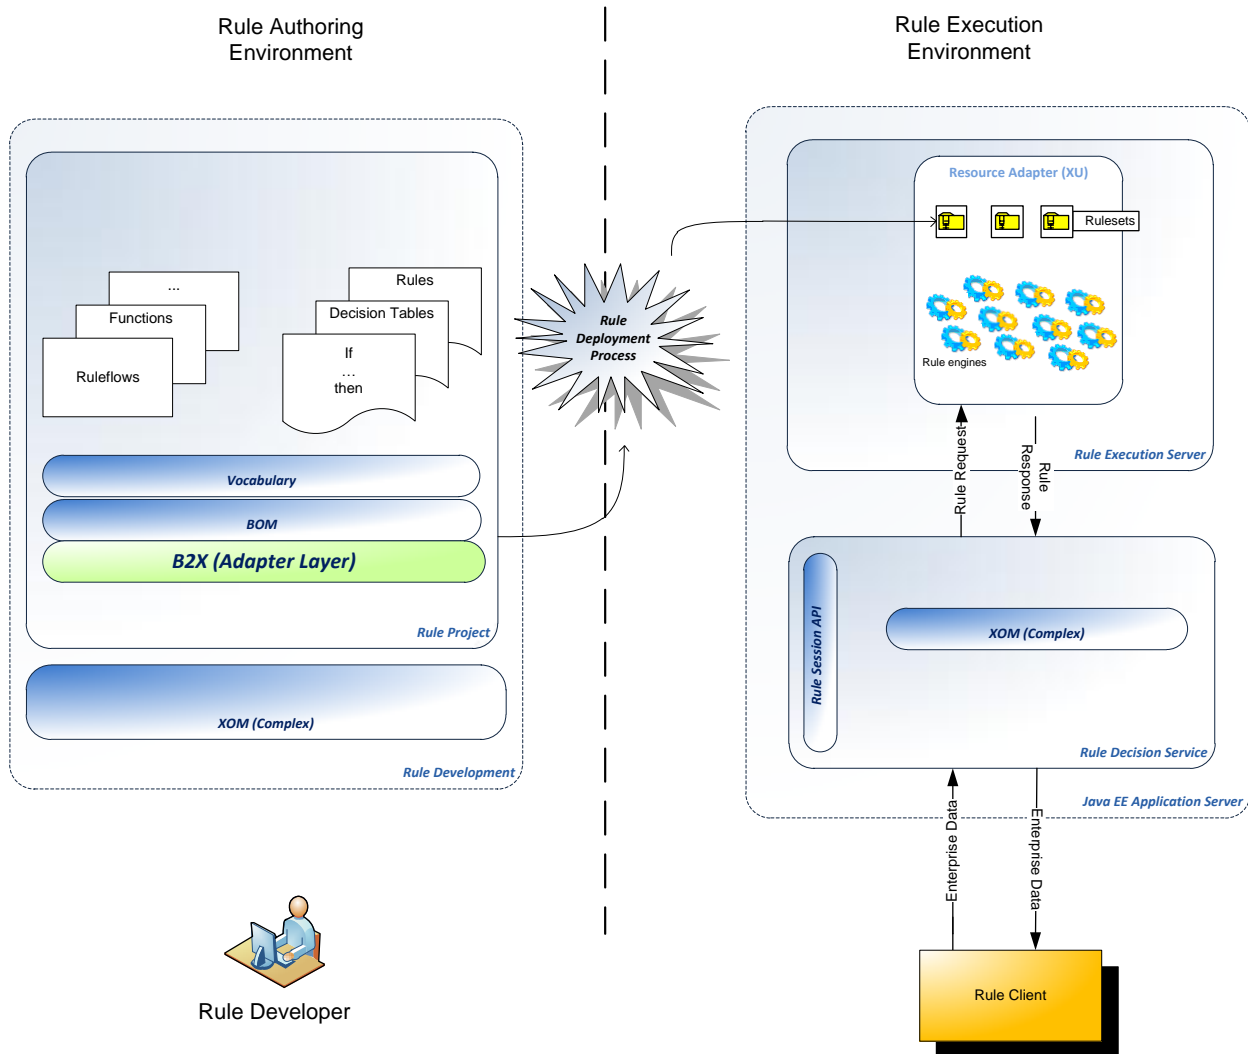 Rule Authoring
Environment
Rule Execution
Environment
...
Functions
Ruleflows
Rules
Decision Tables
If
...
then
Vocabulary
BOM
B2X (Adapter Layer)
Rule Project
XOM (Complex)
Rule Development
Rule
Deployment
Process
Resource Adapter (XU)
Rulesets
Rule engines
Rule Execution Server
Rule Request
Rule
Response
Rule Session API
XOM (Complex)
Rule Decision Service
Java EE Application Server
Enterprise Data
Enterprise Data
Rule Client
Rule Developer